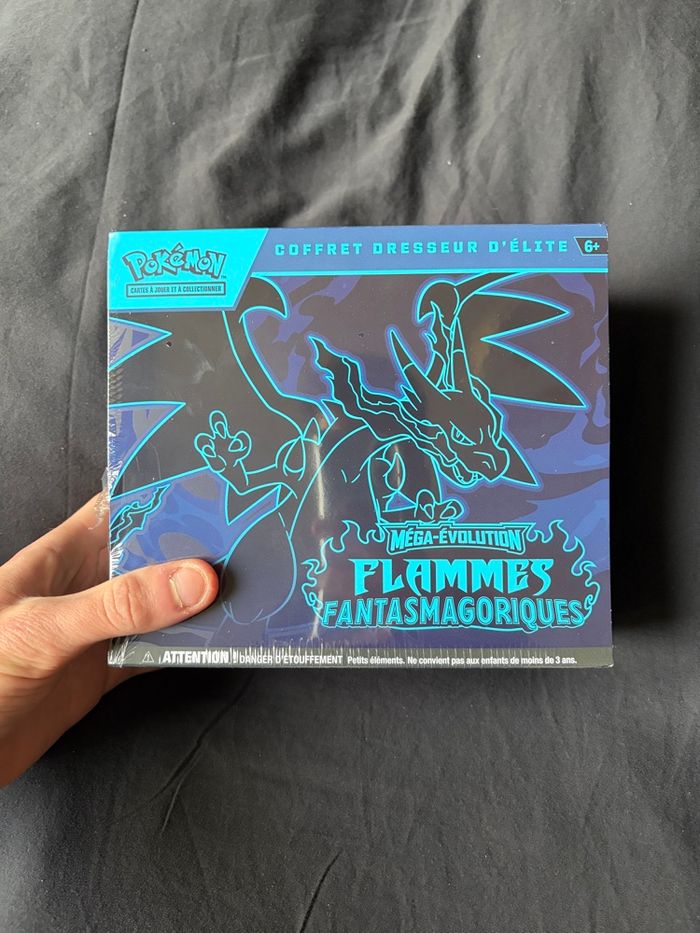 POKÉMON™
CARTES À JOUER ET À COLLECTIONNER
COFFRET DRESSEUR D'ÉLITE
6+
MÉGA-ÉVOLUTION
FLAMMES
FANTASMAGORIQUES
⚠ ATTENTION ! DANGER D'ÉTOUFFEMENT Petits éléments. Ne convient pas aux enfants de moins de 3 ans.